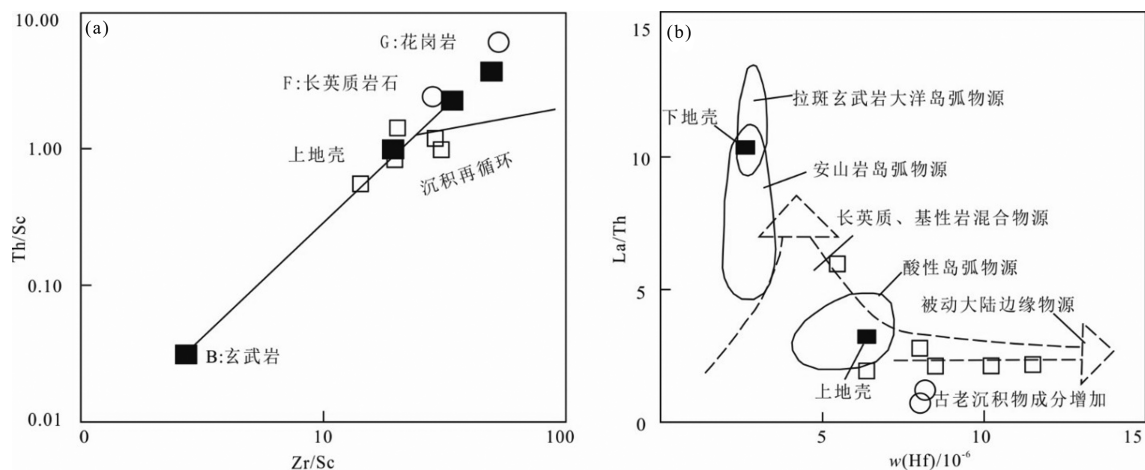 (a)
10.00
1.00
0.10
0.01
Th/Sc
G:花岗岩
F:长英质岩石
上地壳
沉积再循环
B:玄武岩
0
10
100
Zr/Sc
(b)
15
10
5
0
La/Th
拉斑玄武岩大洋岛弧物源
下地壳
安山岩岛弧物源
长英质、基性岩混合物源
酸性岛弧物源
被动大陆边缘物源
上地壳
古老沉积物成分增加
5
10
15
w(Hf)/10⁻⁶